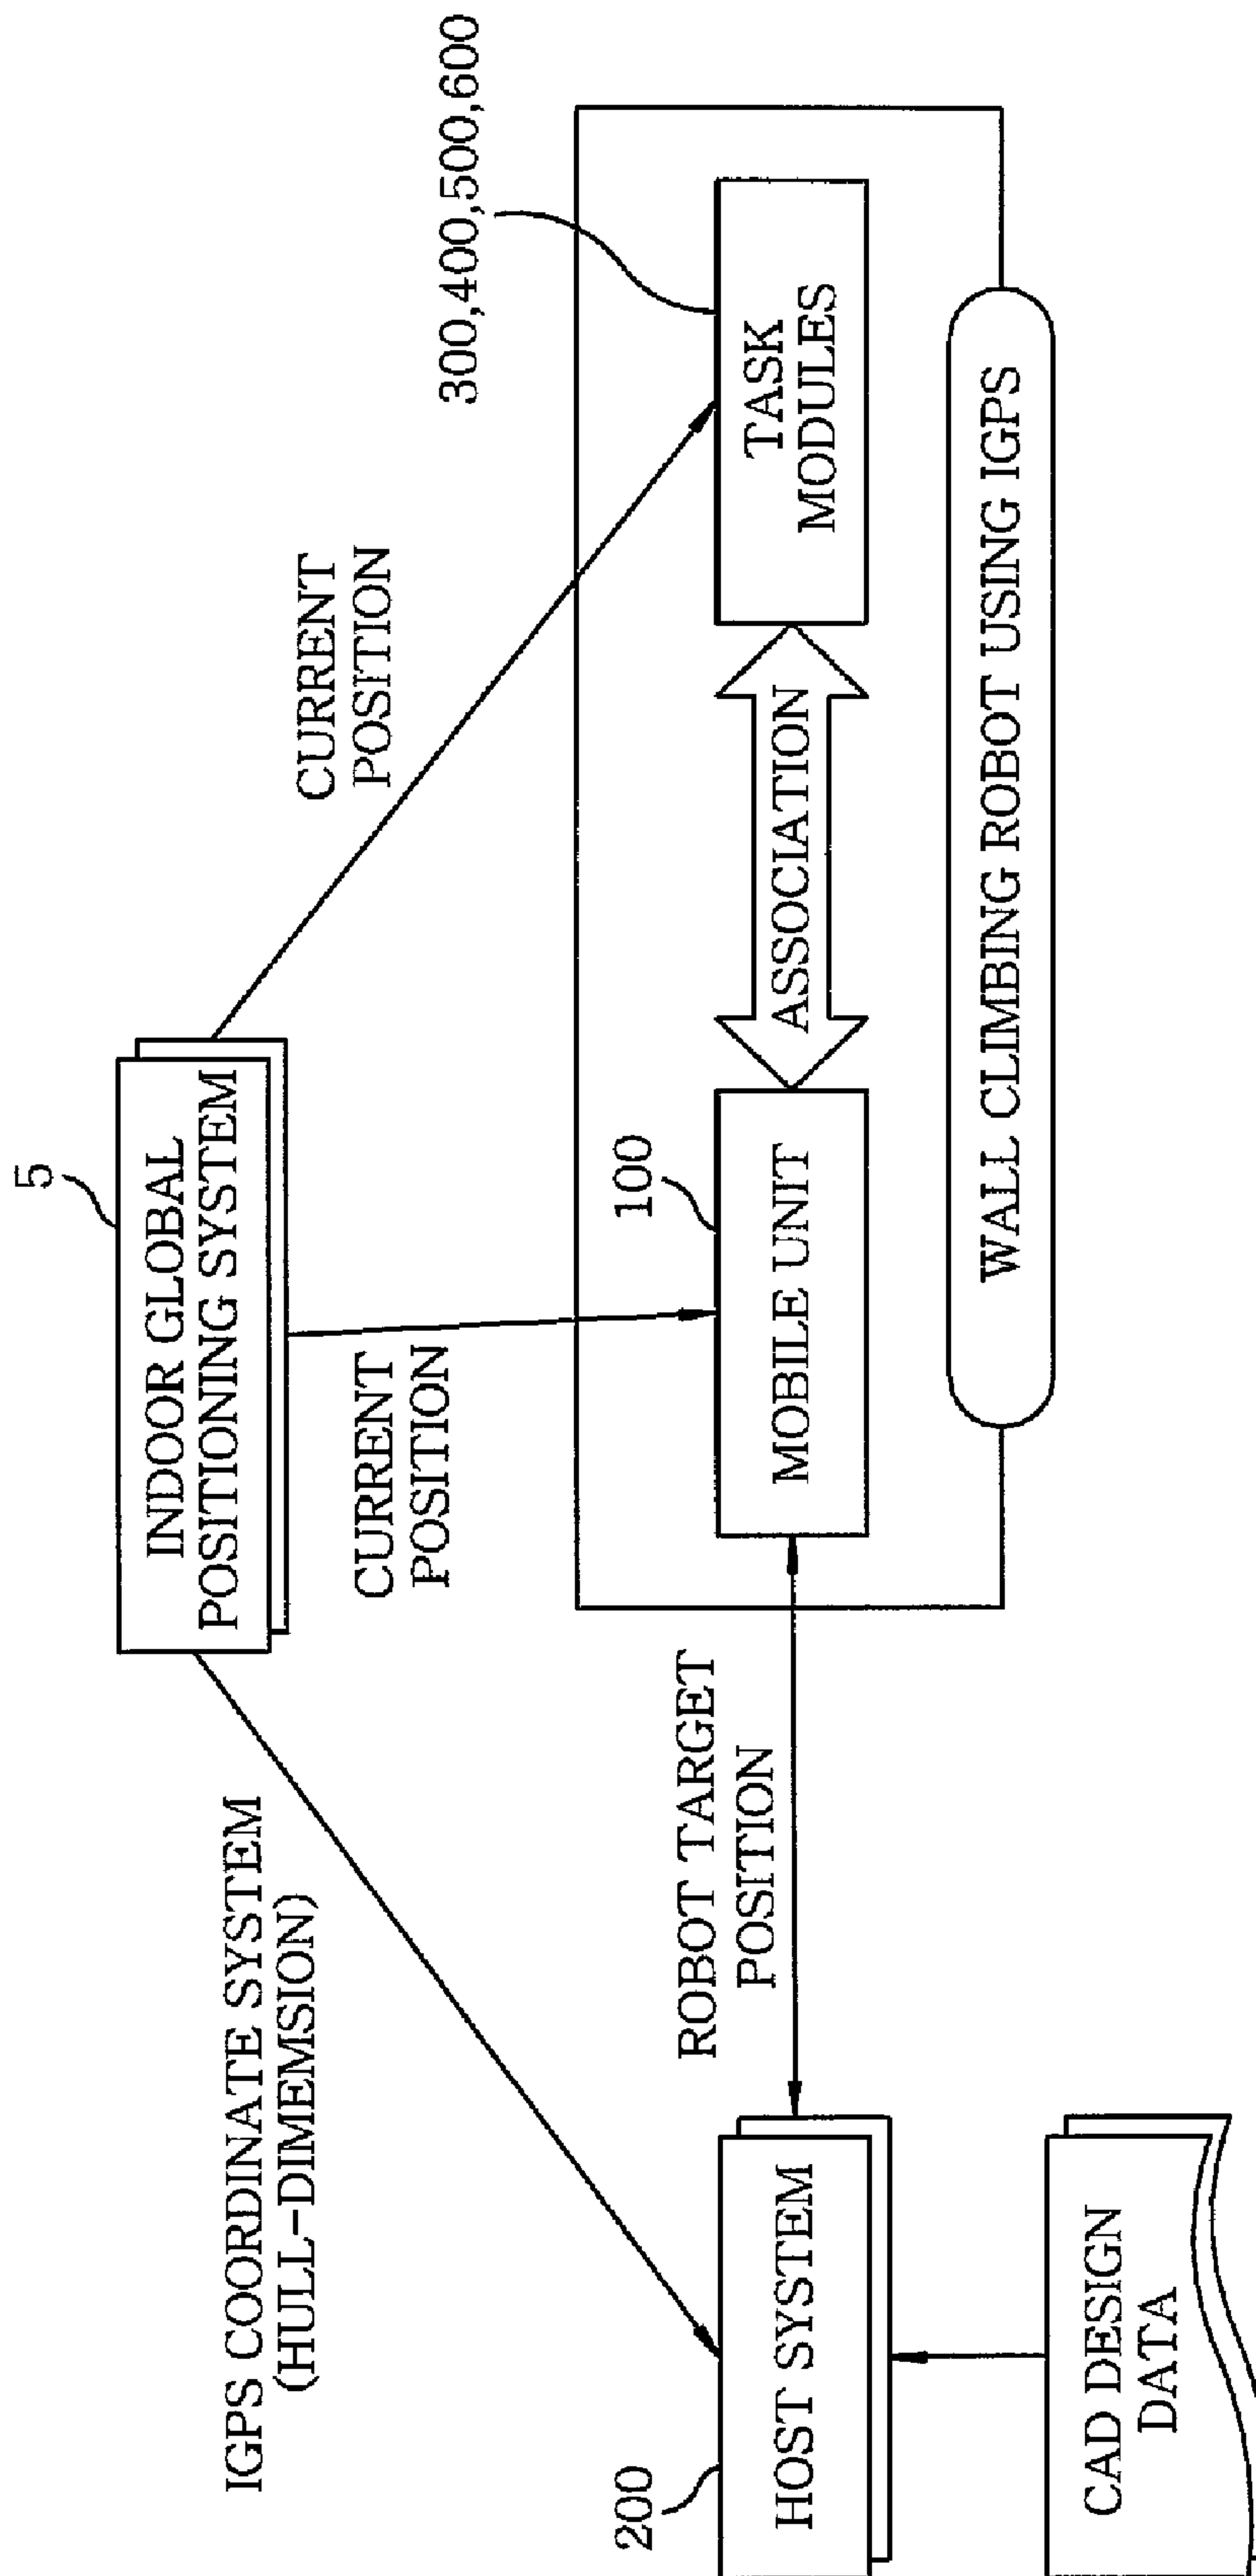 5
INDOOR GLOBAL
POSITIONING SYSTEM
IGPS COORDINATE SYSTEM
(HULL-DIMEMSION)
CURRENT
POSITION
CURRENT
POSITION
300,400,500,600
200
HOST SYSTEM
ROBOT TARGET
POSITION
100
MOBILE UNIT
ASSOCIATION
TASK
MODULES
CAD DESIGN
DATA
WALL CLIMBING ROBOT USING IGPS